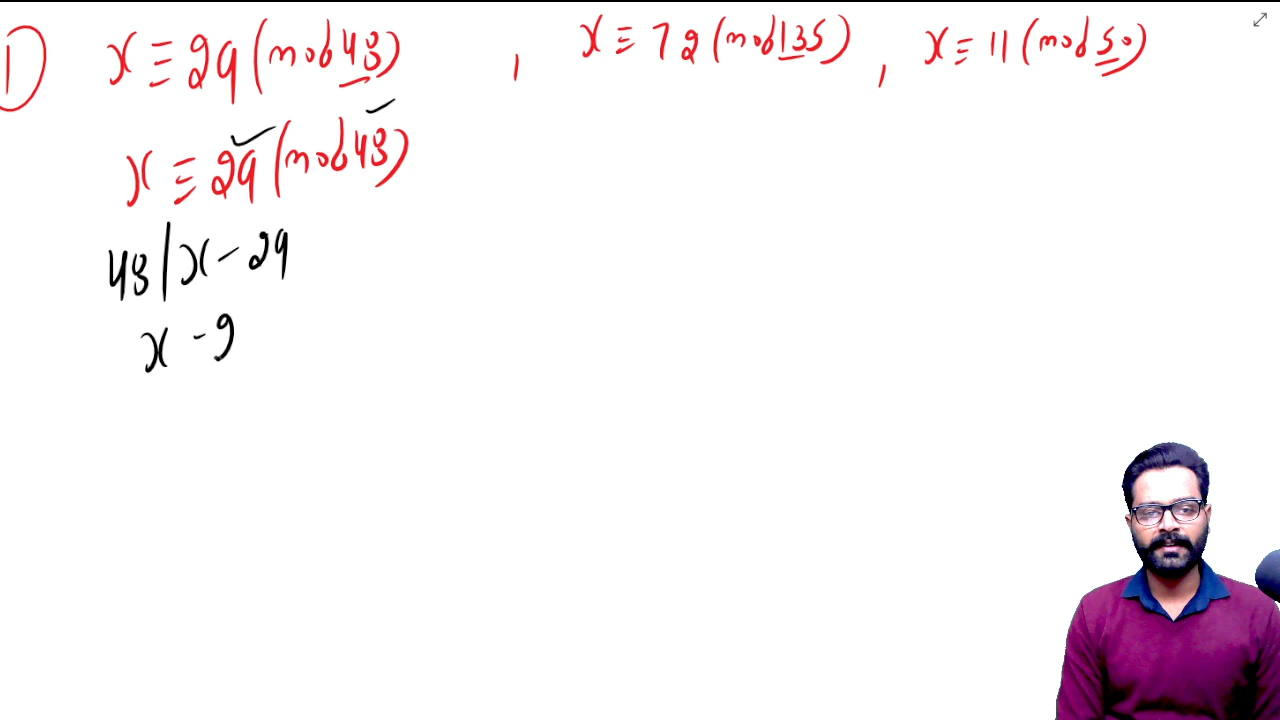 ① x ≡ 29 (mod 48) , x ≡ 72 (mod 135) , x ≡ 11 (mod 50)
x ≡ 29 (mod 48)
48 | x - 29
x - 9